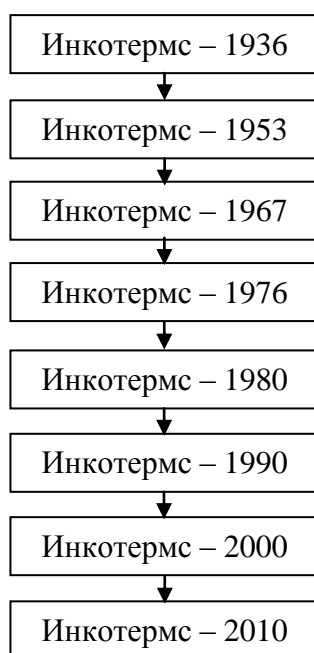 Инкотермс – 1936
Инкотермс – 1953
Инкотермс – 1967
Инкотермс – 1976
Инкотермс – 1980
Инкотермс – 1990
Инкотермс – 2000
Инкотермс – 2010